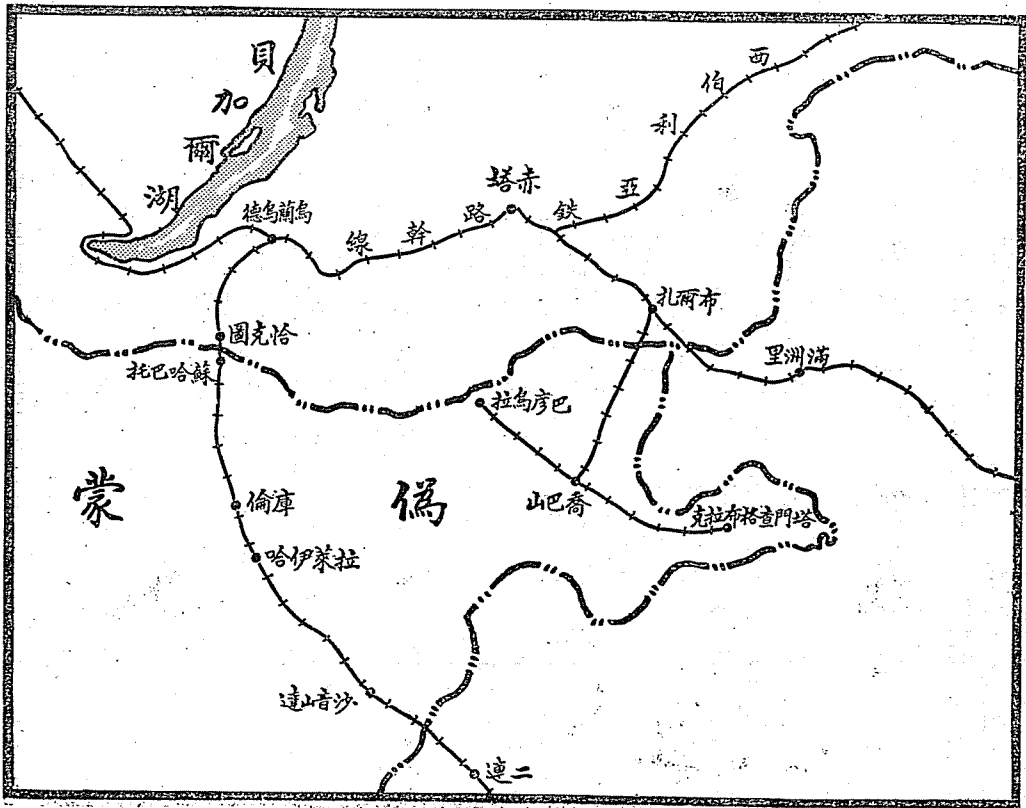 貝加爾湖
西伯利亞鉄路幹線
赤塔
烏蘭烏德
布爾扎
恰克圖
滿洲里
蘇哈巴托
巴彥烏拉
偽蒙
喬巴山
塔門查格布拉克
庫倫
拉萊伊哈
沙音山達
二連